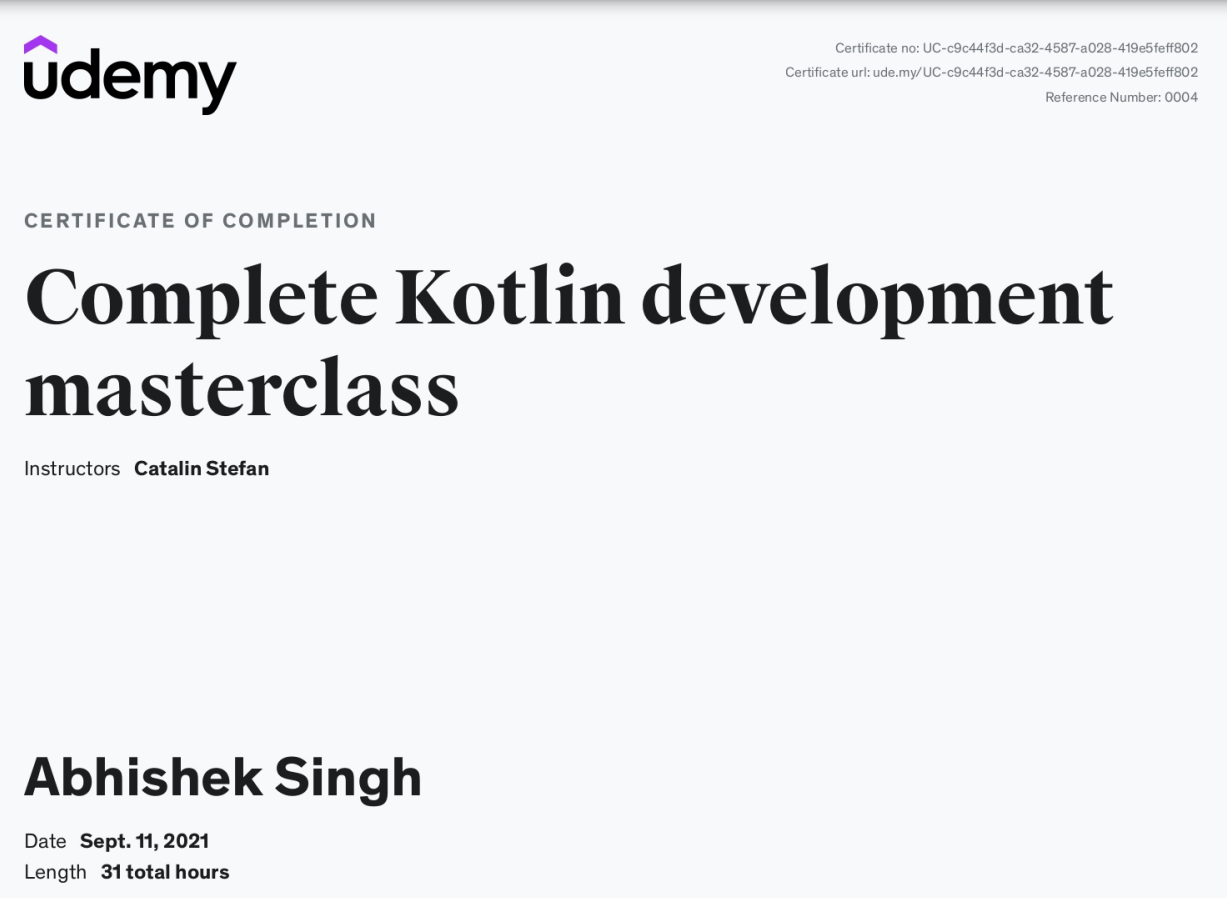 udemy
Certificate no: UC-c9c44f3d-ca32-4587-a028-419e5feff802
Certificate url: ude.my/UC-c9c44f3d-ca32-4587-a028-419e5feff802
Reference Number: 0004
CERTIFICATE OF COMPLETION
Complete Kotlin development
masterclass
Instructors Catalin Stefan
Abhishek Singh
Date Sept. 11, 2021
Length 31 total hours